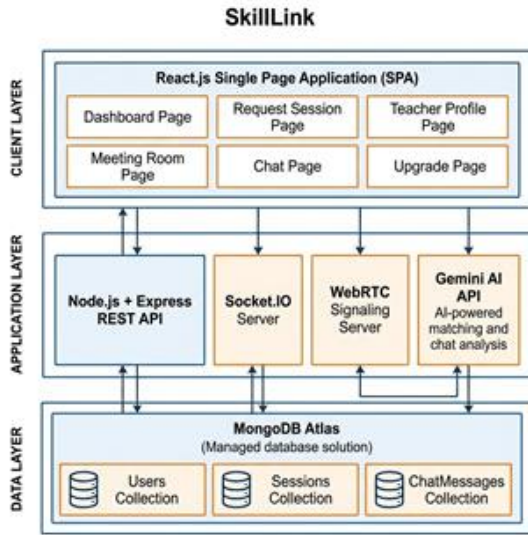 SkillLink
CLIENT LAYER
React.js Single Page Application (SPA)
Dashboard Page
Request Session
Page
Teacher Profile
Page
Meeting Room
Page
Chat Page
Upgrade Page
APPLICATION LAYER
Node.js + Express
REST API
Socket.IO
Server
WebRTC
Signaling
Server
Gemini AI
API
AI-powered
matching and
chat analysis
DATA LAYER
MongoDB Atlas
(Managed database solution)
Users
Collection
Sessions
Collection
ChatMessages
Collection